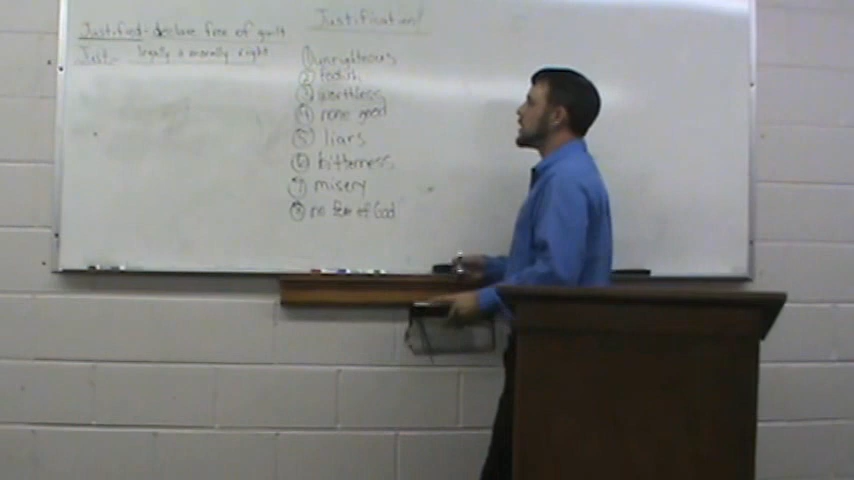 Justified - declare free of guilt
Just - legally & morally right
Justification!
① unrighteous
② foolish
③ worthless
④ none good
⑤ liars
⑥ bitterness
⑦ misery
⑧ no fear of God